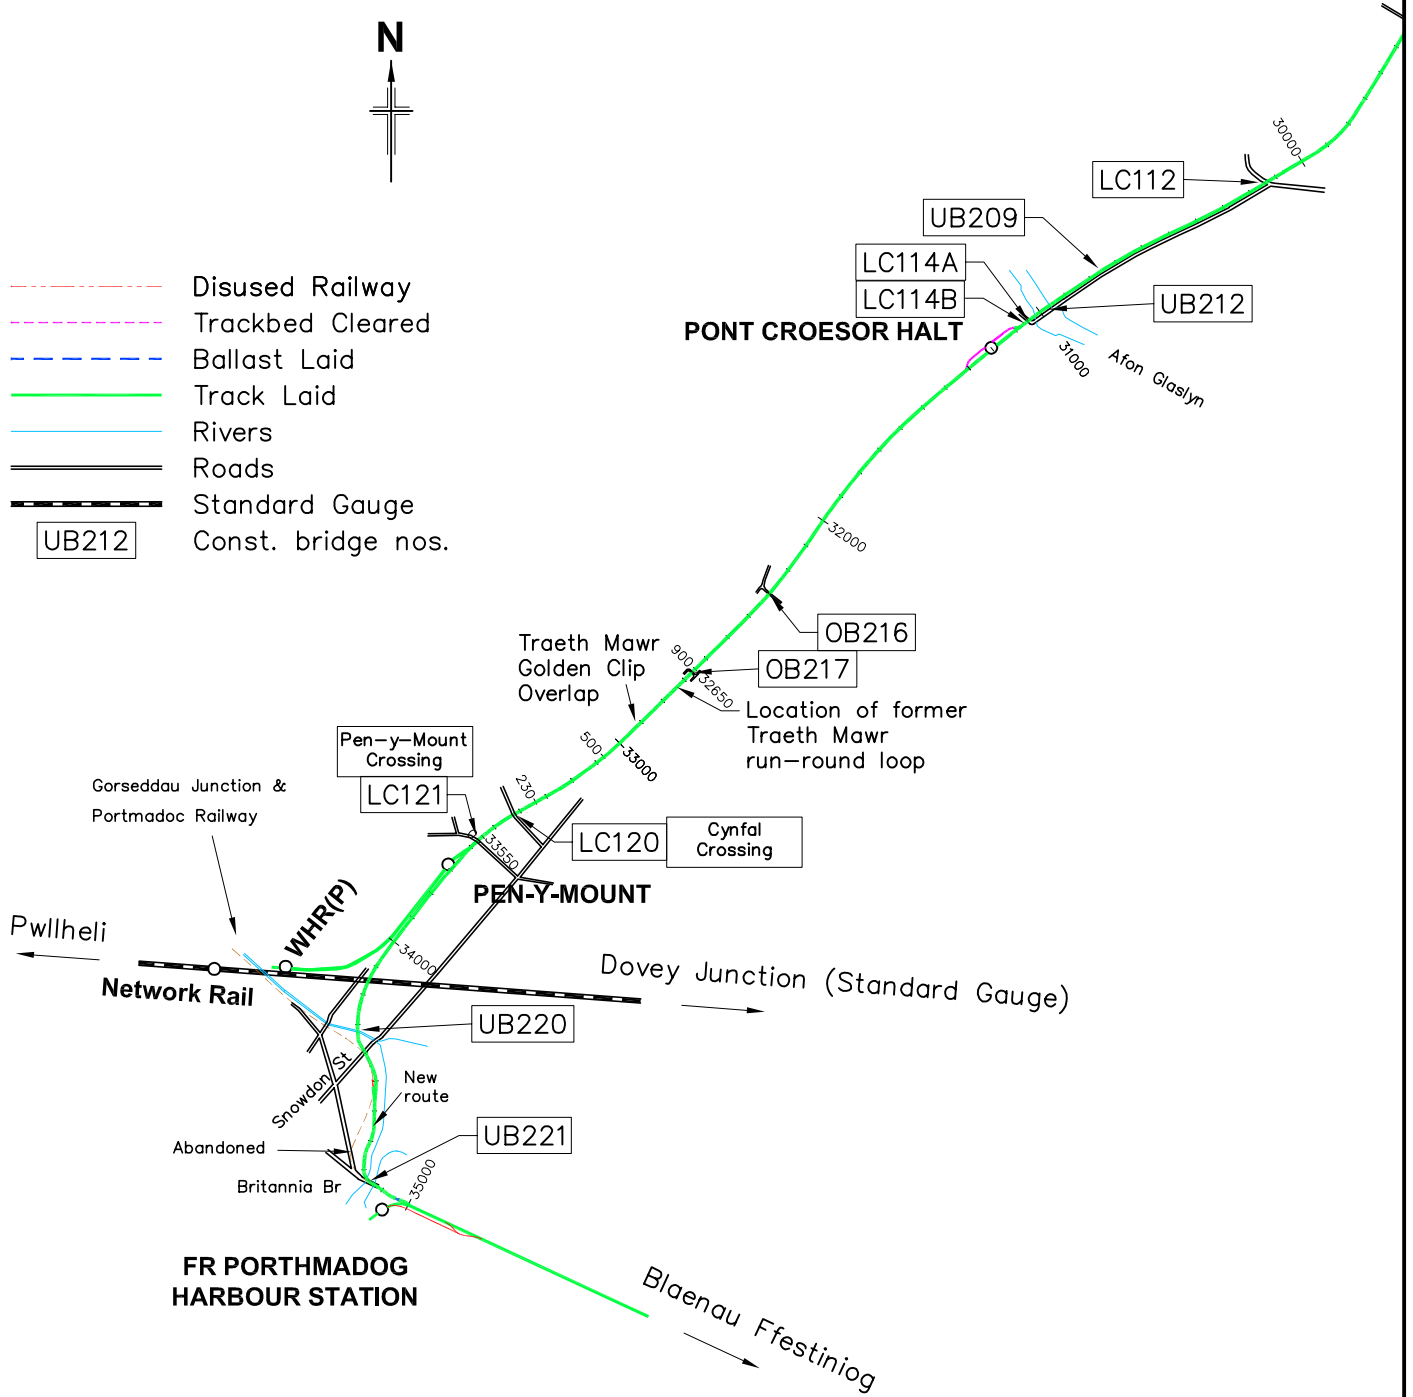 N
30000
LC112
UB209
LC114A
LC114B
UB212
PONT CROESOR HALT
31000
Afon Glaslyn
Disused Railway
Trackbed Cleared
Ballast Laid
Track Laid
Rivers
Roads
Standard Gauge
UB212
Const. bridge nos.
32000
OB216
OB217
900
32650
Traeth Mawr
Golden Clip
Overlap
Location of former
Traeth Mawr
run-round loop
500
33000
Pen-y-Mount
Crossing
LC121
230
Gorseddau Junction &
Portmadoc Railway
LC120
Cynfal
Crossing
33550
PEN-Y-MOUNT
WHR(P)
Pwllheli
34000
Network Rail
Dovey Junction (Standard Gauge)
UB220
Snowdon St
New
route
UB221
Abandoned
Britannia Br
35000
FR PORTHMADOG
HARBOUR STATION
Blaenau Ffestiniog